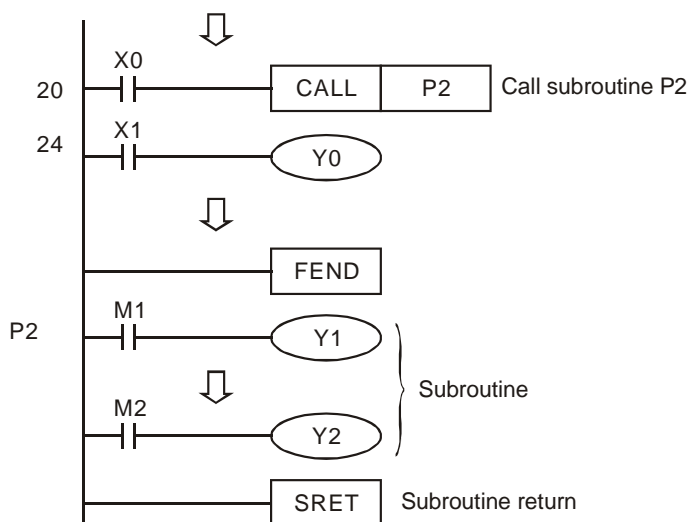 X0
20 CALL P2 Call subroutine P2
X1
24 Y0
FEND
M1
P2 Y1
Subroutine
M2
Y2
SRET Subroutine return